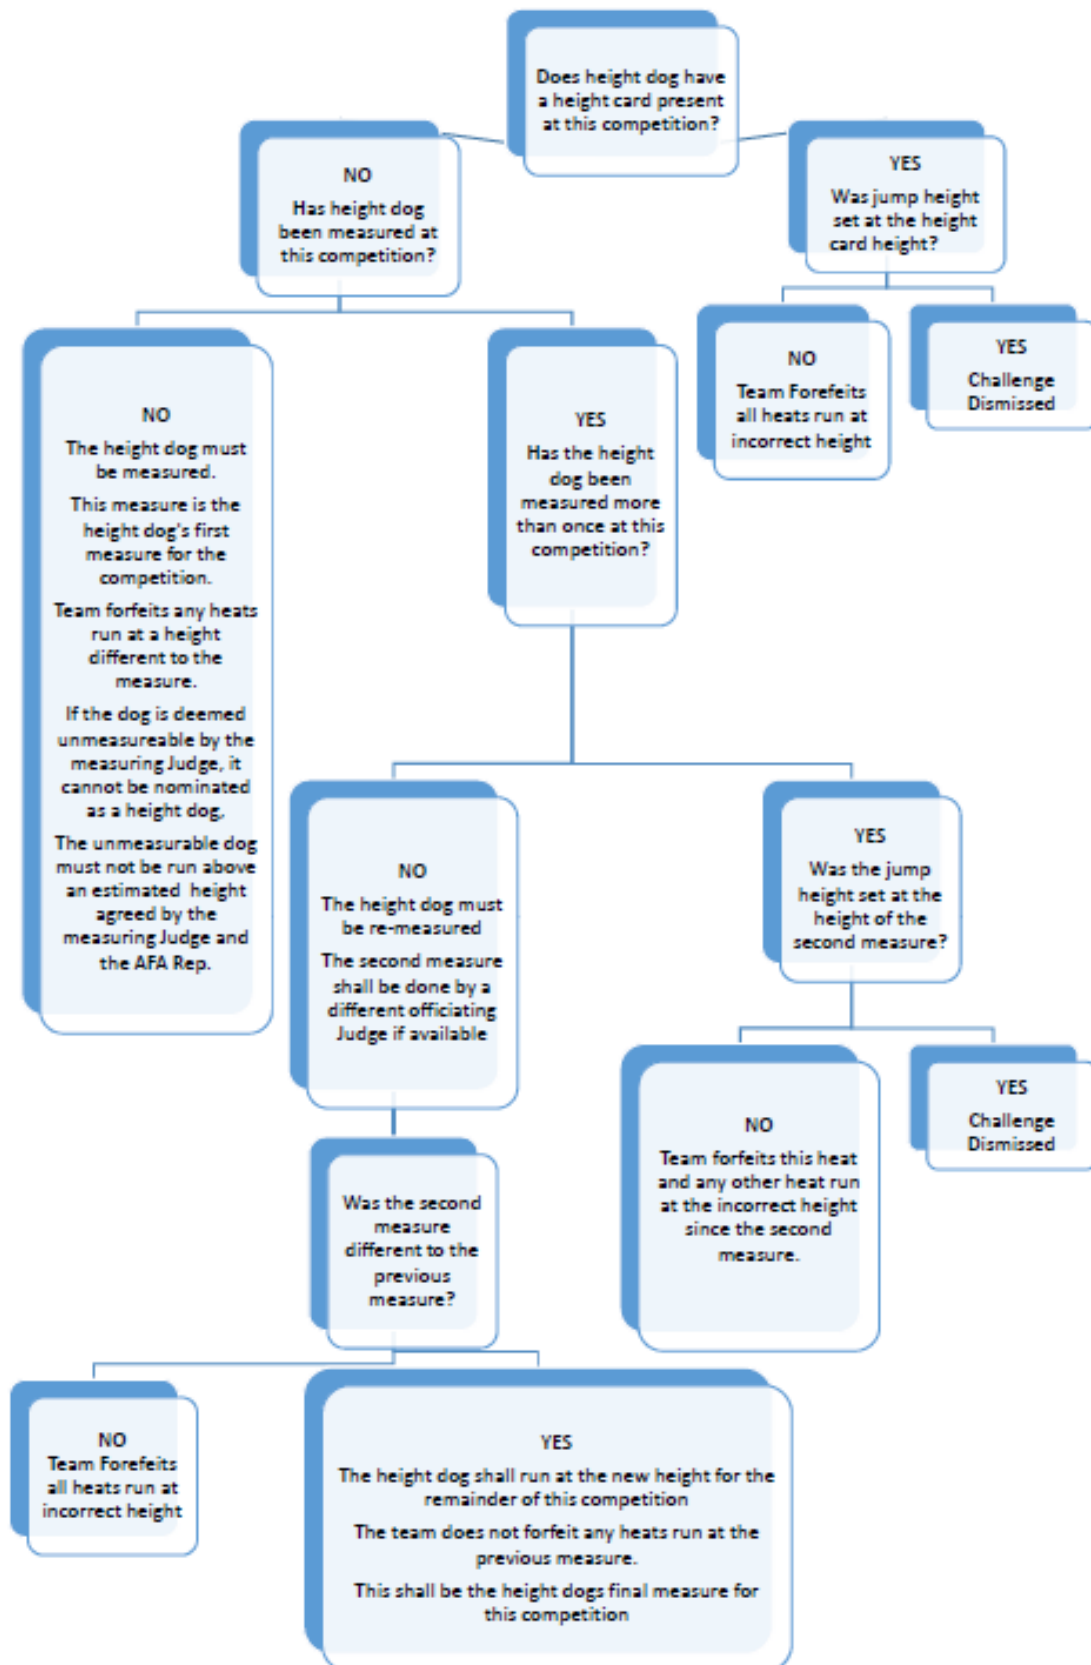 Does height dog have
a height card present
at this competition?
NO
Has height dog
been measured at
this competition?
YES
Was jump height
set at the height
card height?
NO
Team Forefeits
all heats run at
incorrect height
YES
Challenge
Dismissed
NO
The height dog must
be measured.
This measure is the
height dog's first
measure for the
competition.
Team forfeits any heats
run at a height
different to the
measure.
If the dog is deemed
unmeasureable by the
measuring Judge, it
cannot be nominated
as a height dog,
The unmeasurable dog
must not be run above
an estimated height
agreed by the
measuring Judge and
the AFA Rep.
YES
Has the height
dog been
measured more
than once at this
competition?
NO
The height dog must
be re-measured
The second measure
shall be done by a
different officiating
Judge if available
YES
Was the jump
height set at the
height of the
second measure?
NO
Team forfeits this heat
and any other heat run
at the incorrect height
since the second
measure.
YES
Challenge
Dismissed
Was the second
measure
different to the
previous
measure?
NO
Team Forefeits
all heats run at
incorrect height
YES
The height dog shall run at the new height for the
remainder of this competition
The team does not forfeit any heats run at the
previous measure.
This shall be the height dogs final measure for
this competition